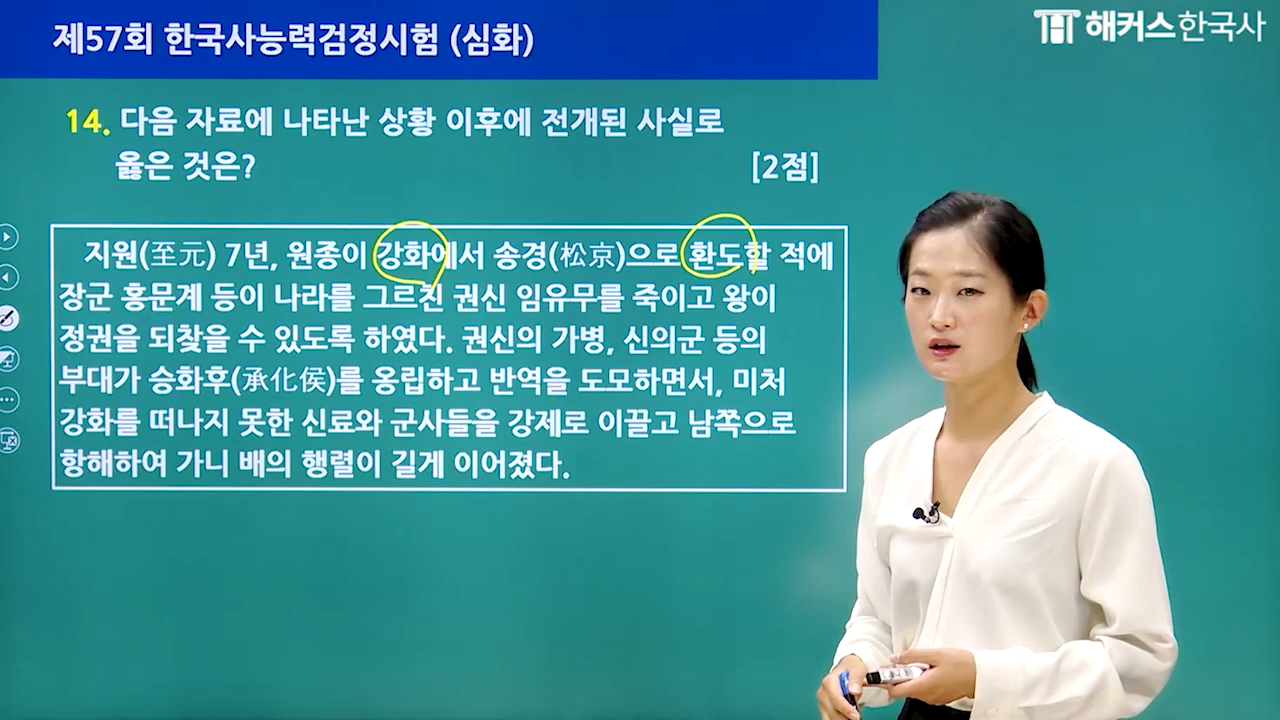 제57회 한국사능력검정시험 (심화)
해커스한국사
14. 다음 자료에 나타난 상황 이후에 전개된 사실로
옳은 것은? [2점]
지원(至元) 7년, 원종이 강화에서 송경(松京)으로 환도할 적에
장군 홍문계 등이 나라를 그르친 권신 임유무를 죽이고 왕이
정권을 되찾을 수 있도록 하였다. 권신의 가병, 신의군 등의
부대가 승화후(承化侯)를 옹립하고 반역을 도모하면서, 미처
강화를 떠나지 못한 신료와 군사들을 강제로 이끌고 남쪽으로
항해하여 가니 배의 행렬이 길게 이어졌다.